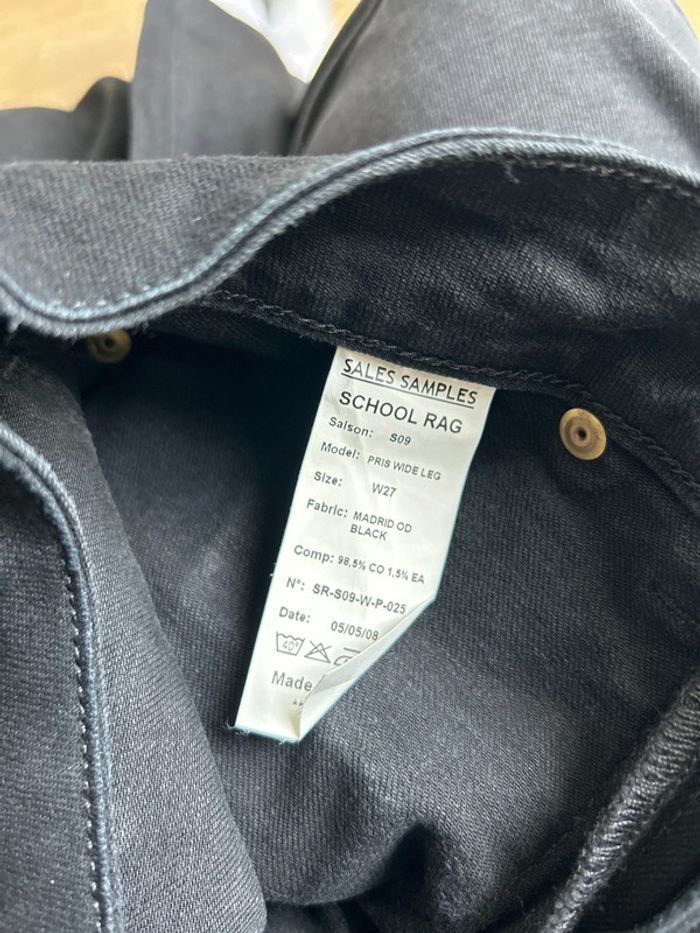 SALES SAMPLES
SCHOOL RAG
Saison: S09
Model: PRIS WIDE LEG
Size: W27
Fabric: MADRID OD
BLACK
Comp: 98,5% CO 1,5% EA
N°: SR-S09-W-P-025
Date: 05/05/08
40°
Made